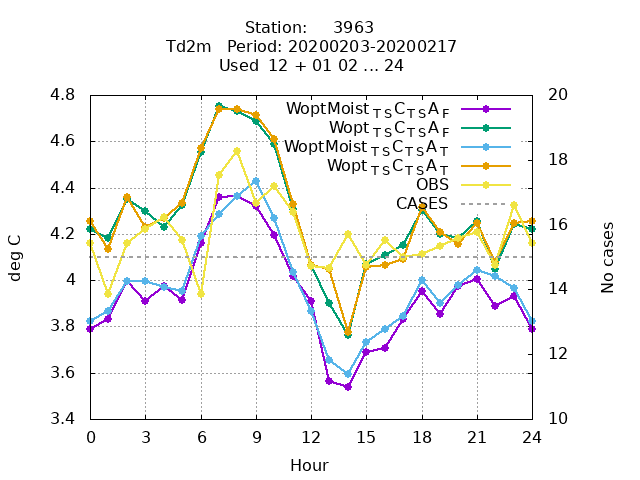 Station:     3963
Td2m   Period: 20200203-20200217
Used  12 + 01 02 ... 24
4.8
4.6
4.4
4.2
4
3.8
3.6
3.4
20
18
16
14
12
10
WoptMoist TS C TS A F
Wopt TS C TS A F
WoptMoist TS C TS A T
Wopt TS C TS A T
OBS
CASES
deg C
No cases
0 3 6 9 12 15 18 21 24
Hour